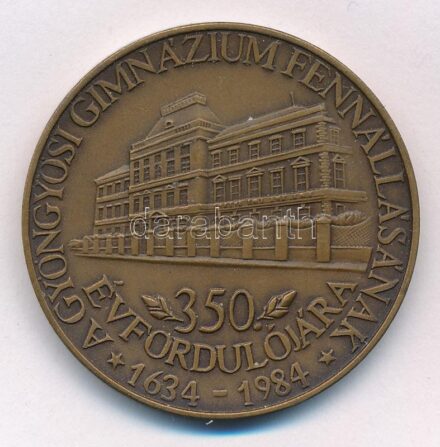 A GYÖNGYÖSI GIMNÁZIUM FENNÁLLÁSÁNAK
350.
ÉVFORDULÓJÁRA
* 1634 - 1984 *
darabanth